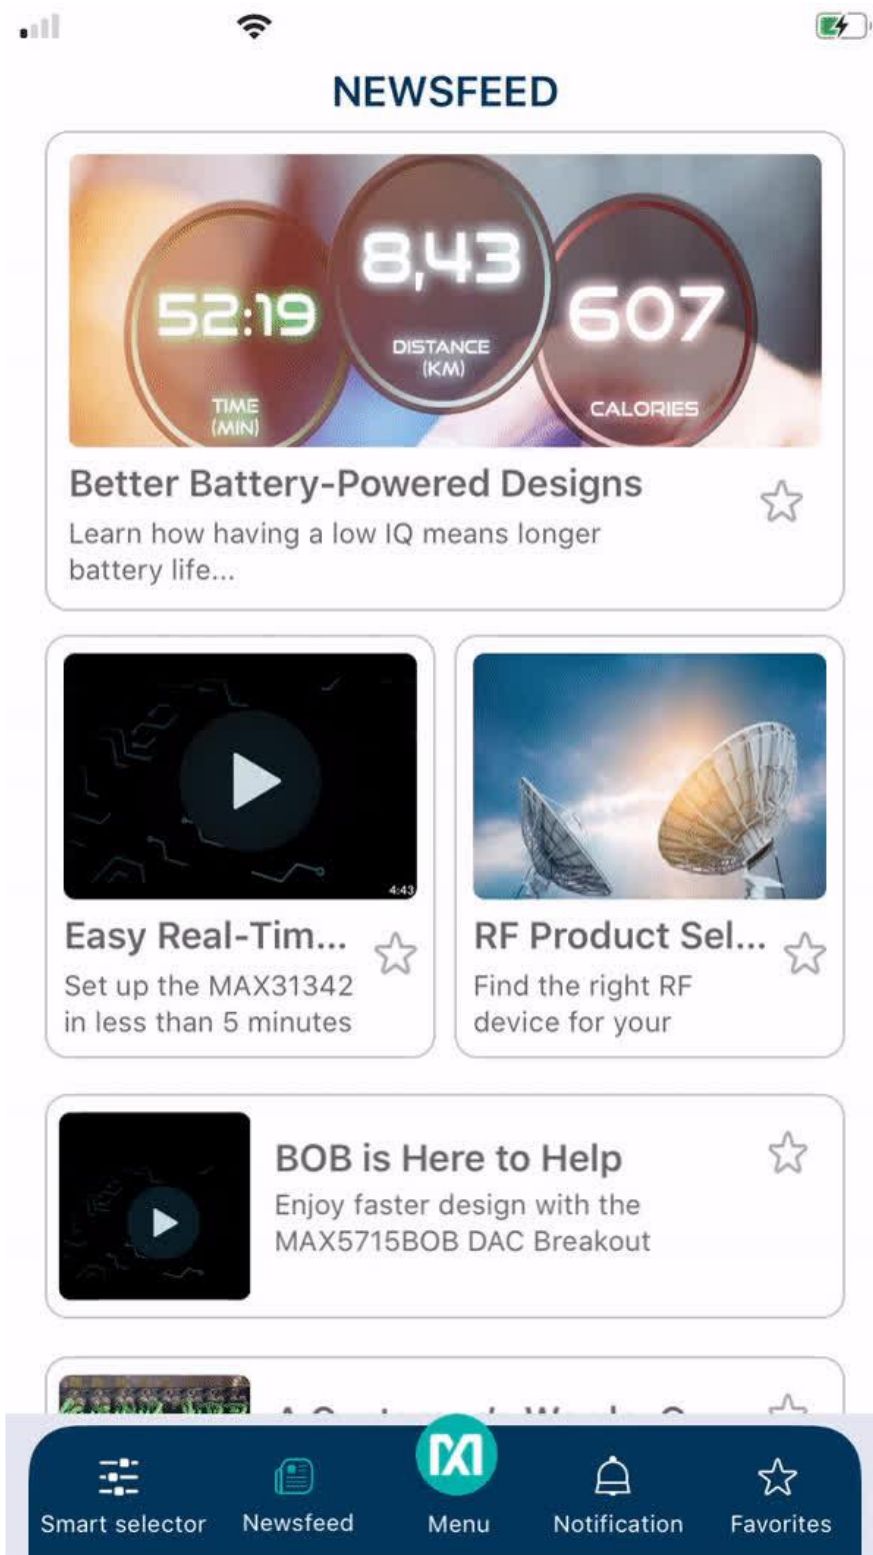 NEWSFEED
52:19
TIME
(MIN)
8,43
DISTANCE
(KM)
607
CALORIES
Better Battery-Powered Designs
Learn how having a low IQ means longer
battery life...
4:43
Easy Real-Tim...
Set up the MAX31342
in less than 5 minutes
RF Product Sel...
Find the right RF
device for your
BOB is Here to Help
Enjoy faster design with the
MAX5715BOB DAC Breakout
Smart selector
Newsfeed
Menu
Notification
Favorites